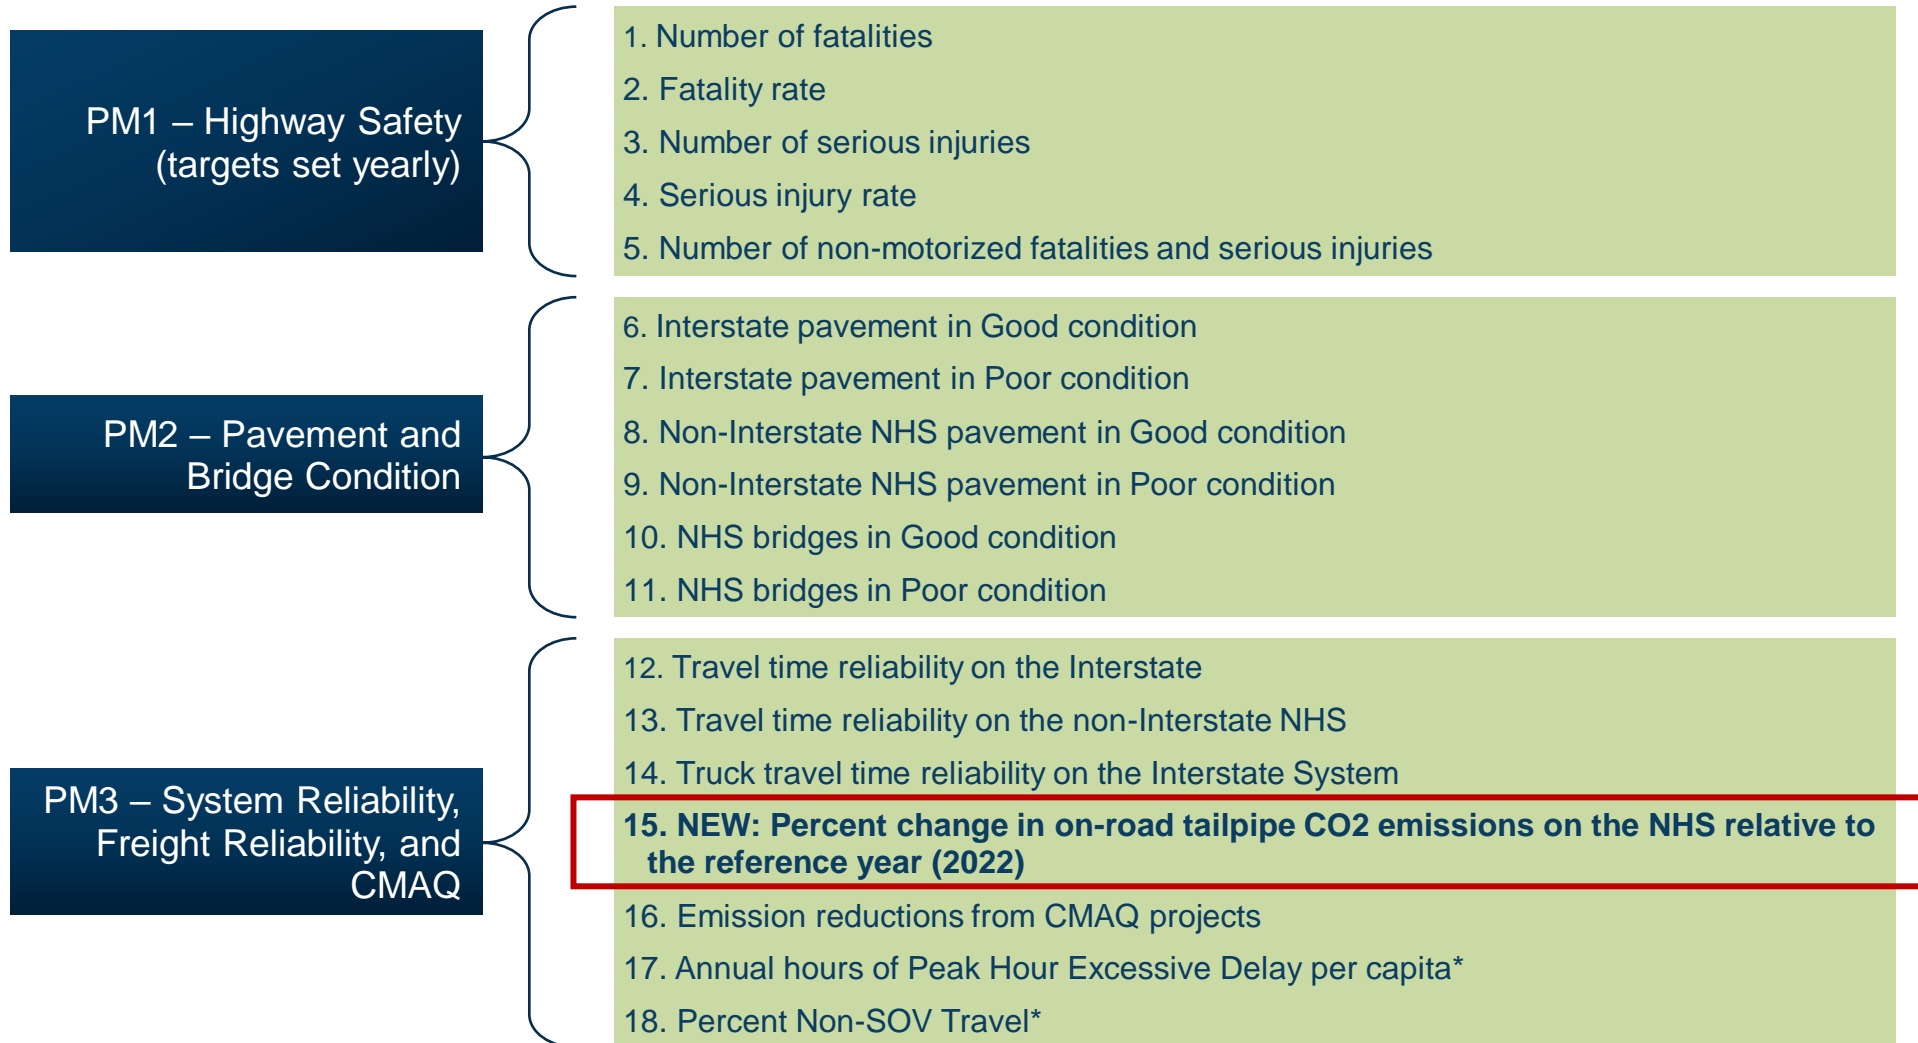 PM1 – Highway Safety
(targets set yearly)
1. Number of fatalities
2. Fatality rate
3. Number of serious injuries
4. Serious injury rate
5. Number of non-motorized fatalities and serious injuries
PM2 – Pavement and
Bridge Condition
6. Interstate pavement in Good condition
7. Interstate pavement in Poor condition
8. Non-Interstate NHS pavement in Good condition
9. Non-Interstate NHS pavement in Poor condition
10. NHS bridges in Good condition
11. NHS bridges in Poor condition
PM3 – System Reliability,
Freight Reliability, and
CMAQ
12. Travel time reliability on the Interstate
13. Travel time reliability on the non-Interstate NHS
14. Truck travel time reliability on the Interstate System
15. NEW: Percent change in on-road tailpipe CO2 emissions on the NHS relative to
the reference year (2022)
16. Emission reductions from CMAQ projects
17. Annual hours of Peak Hour Excessive Delay per capita*
18. Percent Non-SOV Travel*